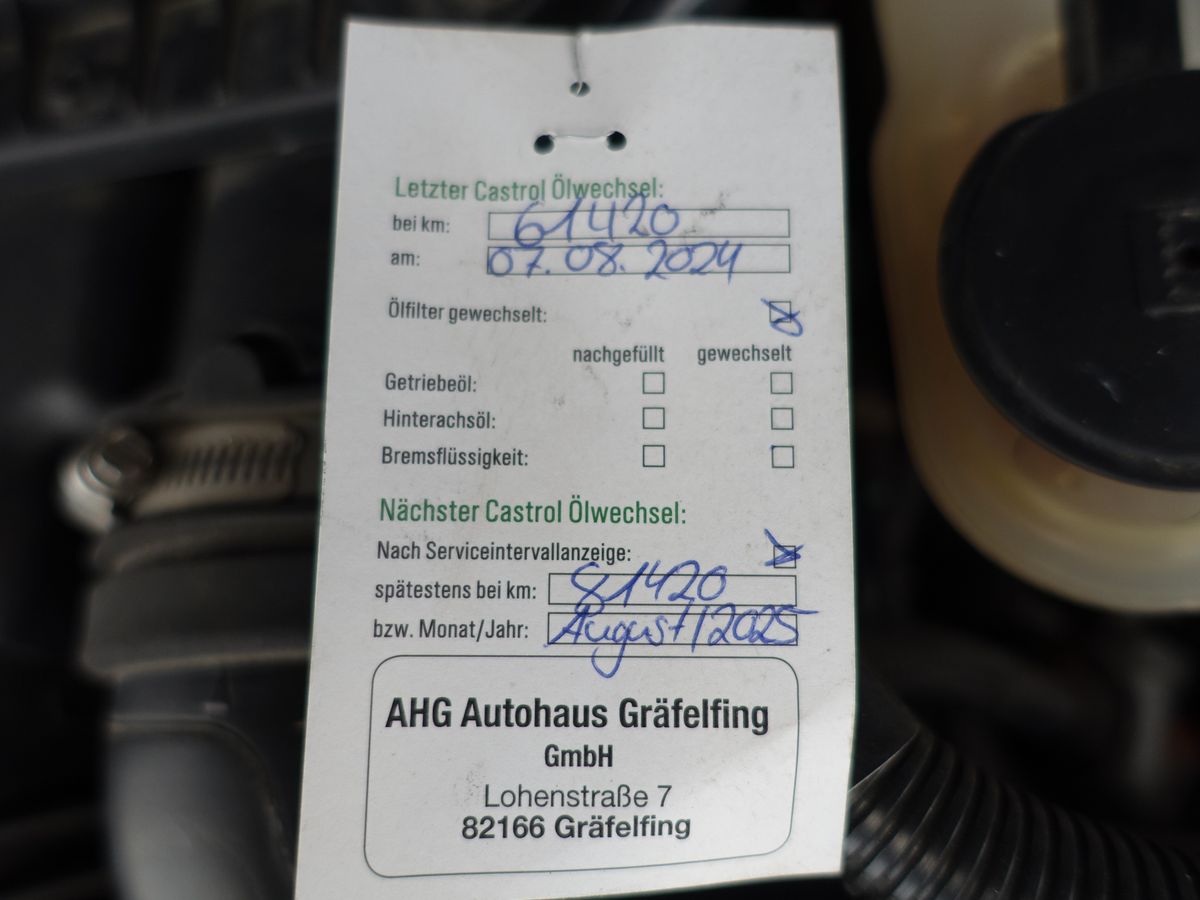 Letzter Castrol Ölwechsel:
bei km: 61420
am: 07.08.2024
Ölfilter gewechselt:
nachgefüllt gewechselt
Getriebeöl:
Hinterachsöl:
Bremsflüssigkeit:
Nächster Castrol Ölwechsel:
Nach Serviceintervallanzeige:
spätestens bei km: 81420
bzw. Monat/Jahr: August/2025
AHG Autohaus Gräfelfing
GmbH
Lohenstraße 7
82166 Gräfelfing